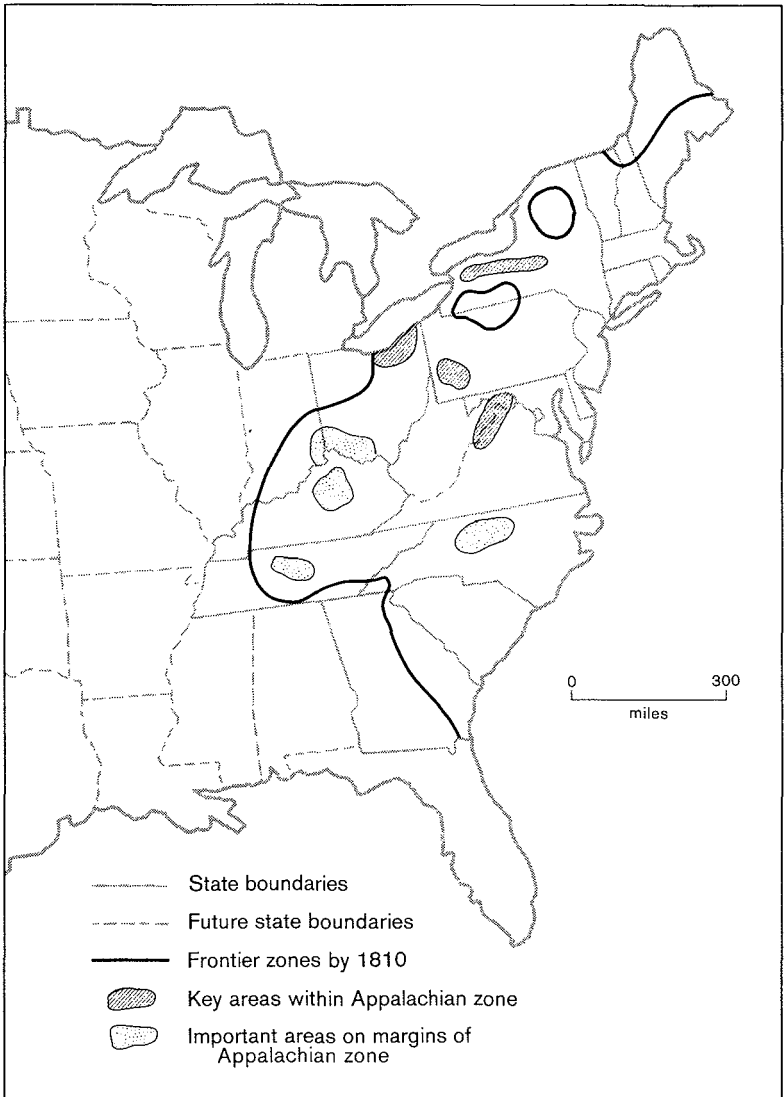 0 300
miles
State boundaries
Future state boundaries
Frontier zones by 1810
Key areas within Appalachian zone
Important areas on margins of
Appalachian zone